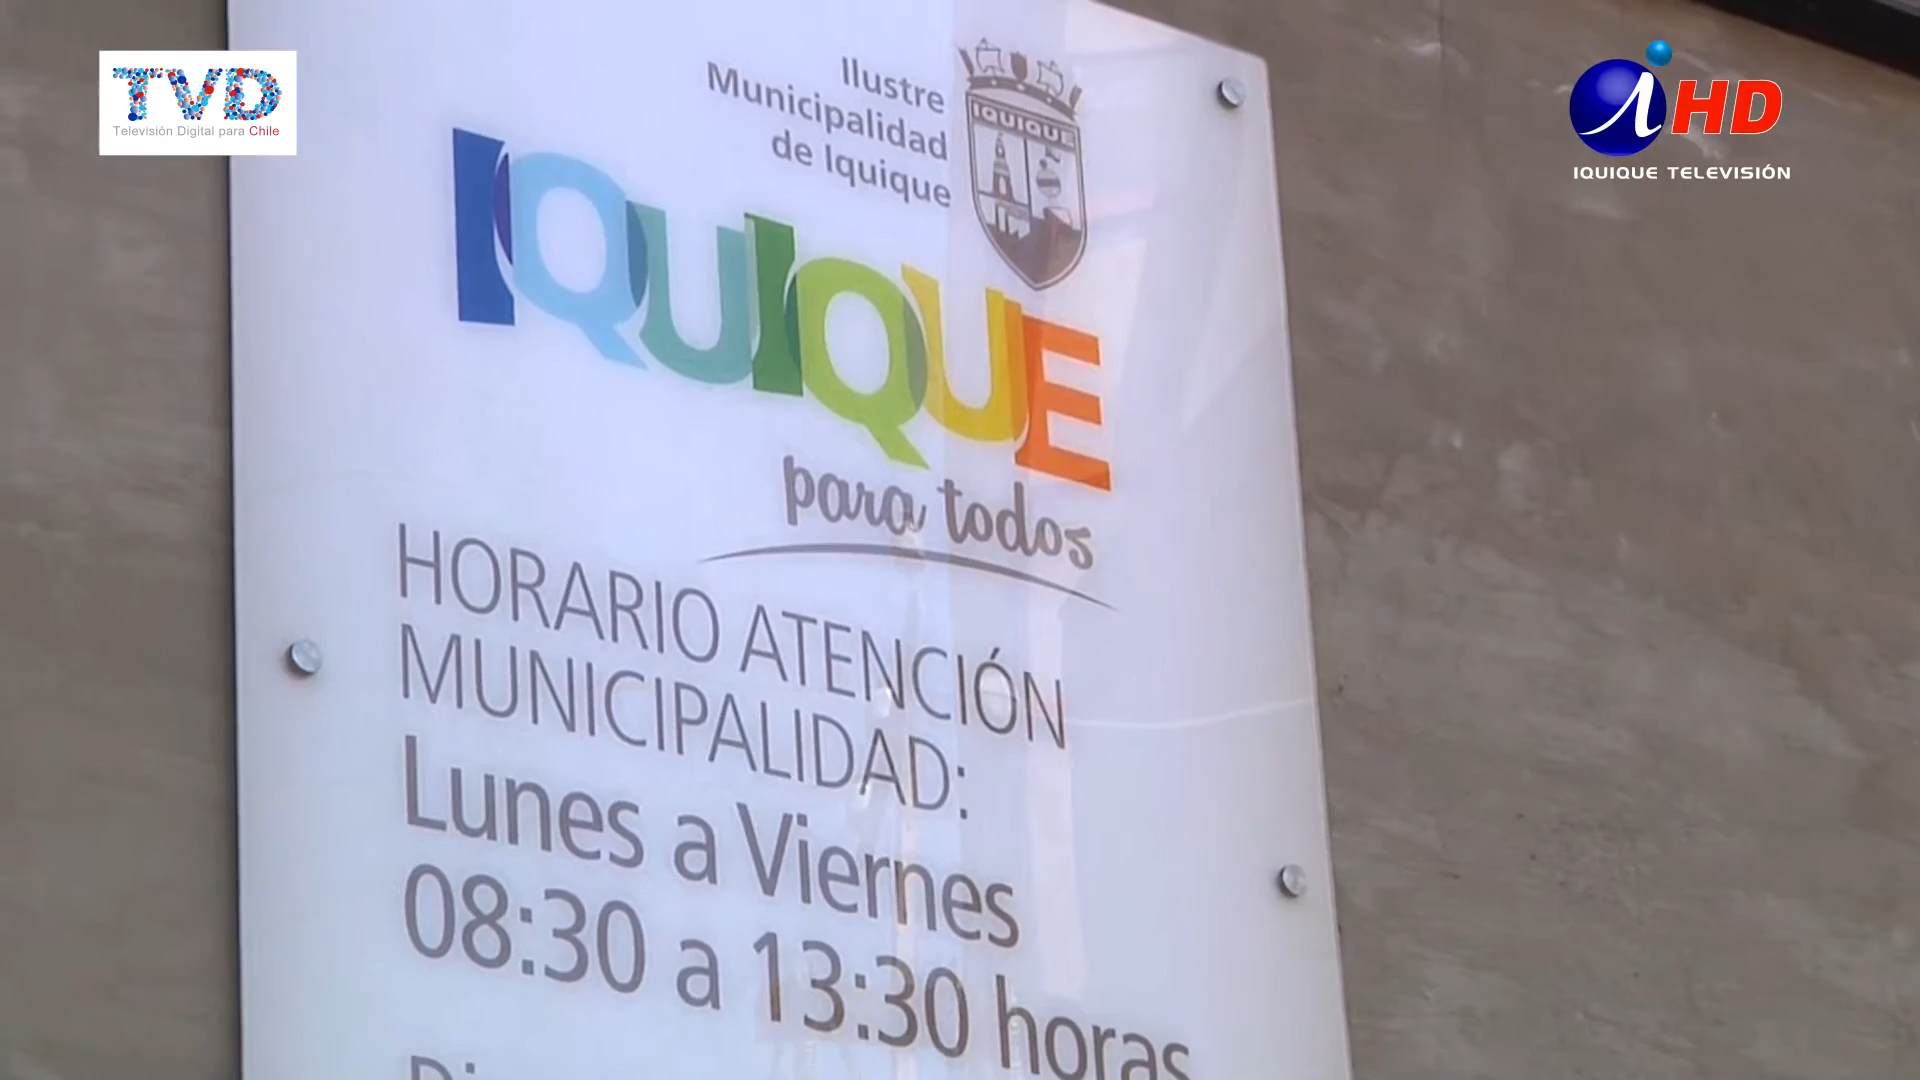 TVD
Televisión Digital para Chile
HD
IQUIQUE TELEVISIÓN
Ilustre
Municipalidad
de Iquique
IQUIQUE
IQUIQUE
para todos
HORARIO ATENCIÓN
MUNICIPALIDAD:
Lunes a Viernes
08:30 a 13:30 horas